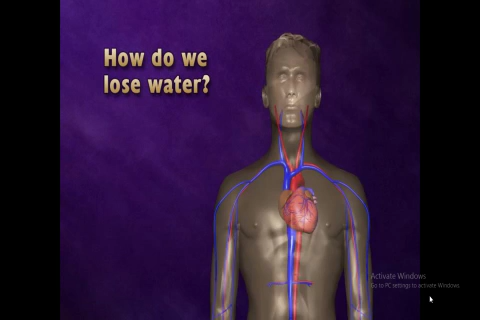 How do we
lose water?
Activate Windows
Go to PC settings to activate Windows.